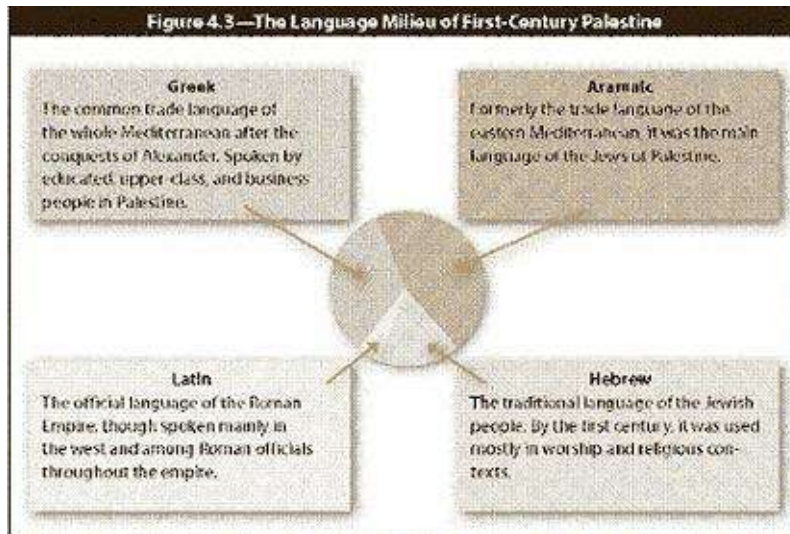 Figure 4.3—The Language Milieu of First-Century Palestine
Greek
The common trade language of
the whole Mediterranean after the
conquests of Alexander. Spoken by
educated, upper-class, and business
people in Palestine.
Aramaic
Formerly the trade language of the
eastern Mediterranean, it was the main
language of the Jews of Palestine.
Latin
The official language of the Roman
Empire, though spoken mainly in
the west and among Roman officials
throughout the empire.
Hebrew
The traditional language of the Jewish
people. By the first century, it was used
mostly in worship and religious con-
texts.